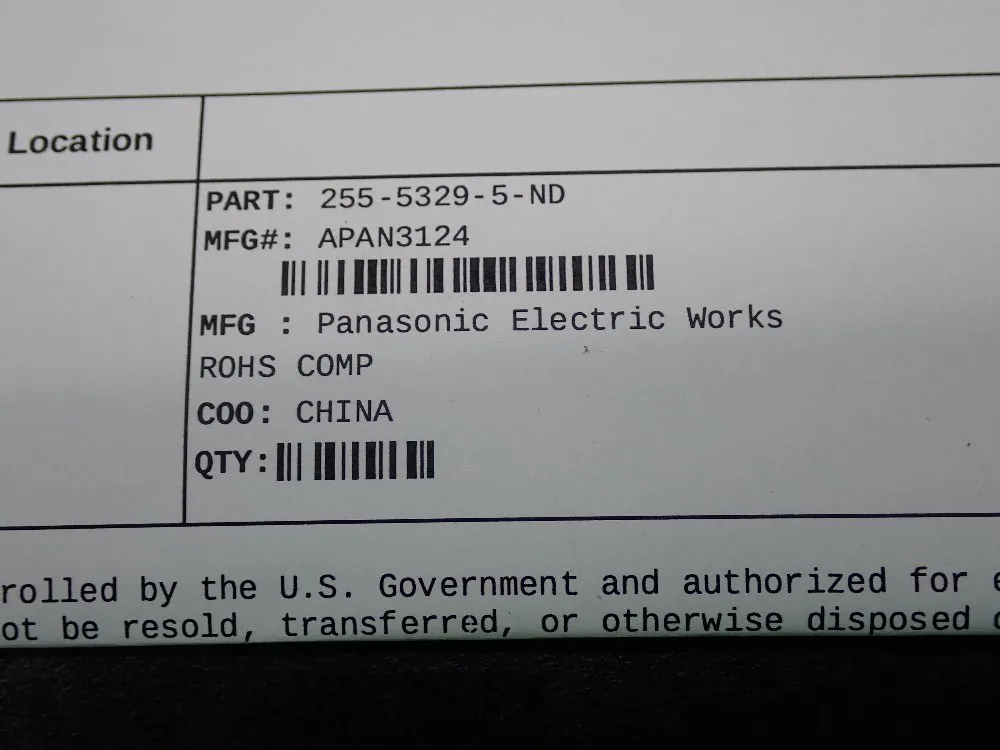 Location
PART: 255-5329-5-ND
MFG#: APAN3124
MFG : Panasonic Electric Works
ROHS COMP
COO: CHINA
QTY:
rolled by the U.S. Government and authorized for e
ot be resold, transferred, or otherwise disposed o